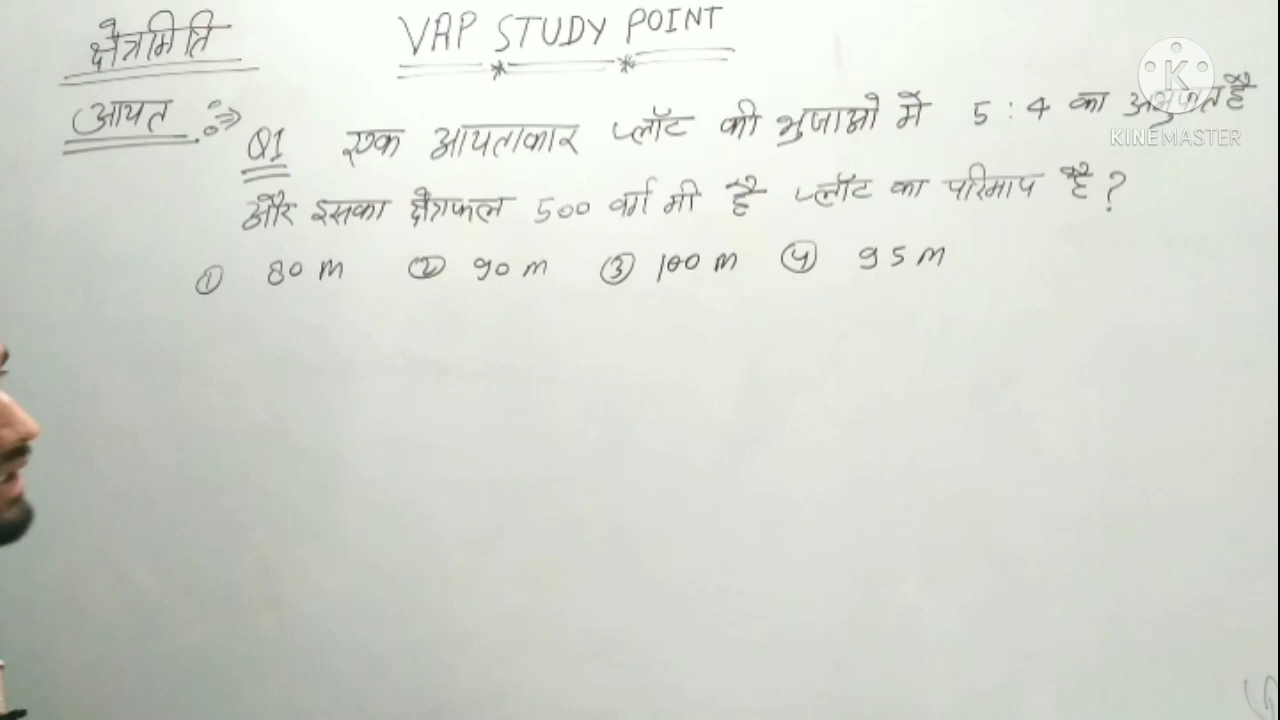 क्षेत्रमिति
VAP STUDY POINT
आयत :⇒
Q1 एक आयताकार प्लॉट की भुजाओ में 5 : 4 का अनुपात है
और इसका क्षेत्रफल 500 वर्ग मी है प्लॉट का परिमाप है ?
① 80 m ② 90 m ③ 100 m ④ 95 m
K
KINEMASTER